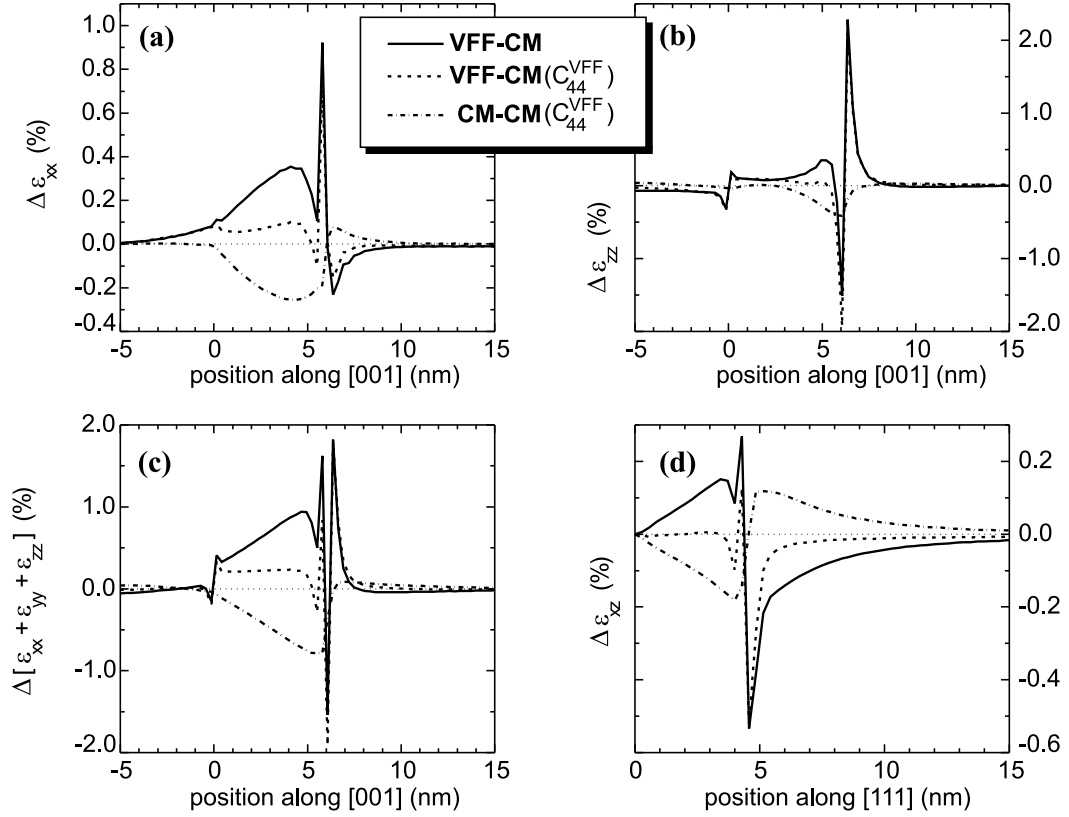 (a)
1.0
0.8
0.6
0.4
0.2
0.0
-0.2
-0.4
Δ ε_xx (%)
-5 0 5 10 15
position along [001] (nm)
VFF-CM
VFF-CM (C_44^VFF)
CM-CM (C_44^VFF)
(b)
2.0
1.0
0.0
-1.0
-2.0
Δ ε_zz (%)
-5 0 5 10 15
position along [001] (nm)
(c)
2.0
1.0
0.0
-1.0
-2.0
Δ [ε_xx + ε_yy + ε_zz] (%)
-5 0 5 10 15
position along [001] (nm)
(d)
0.2
0.0
-0.2
-0.4
-0.6
Δ ε_xz (%)
0 5 10 15
position along [111] (nm)